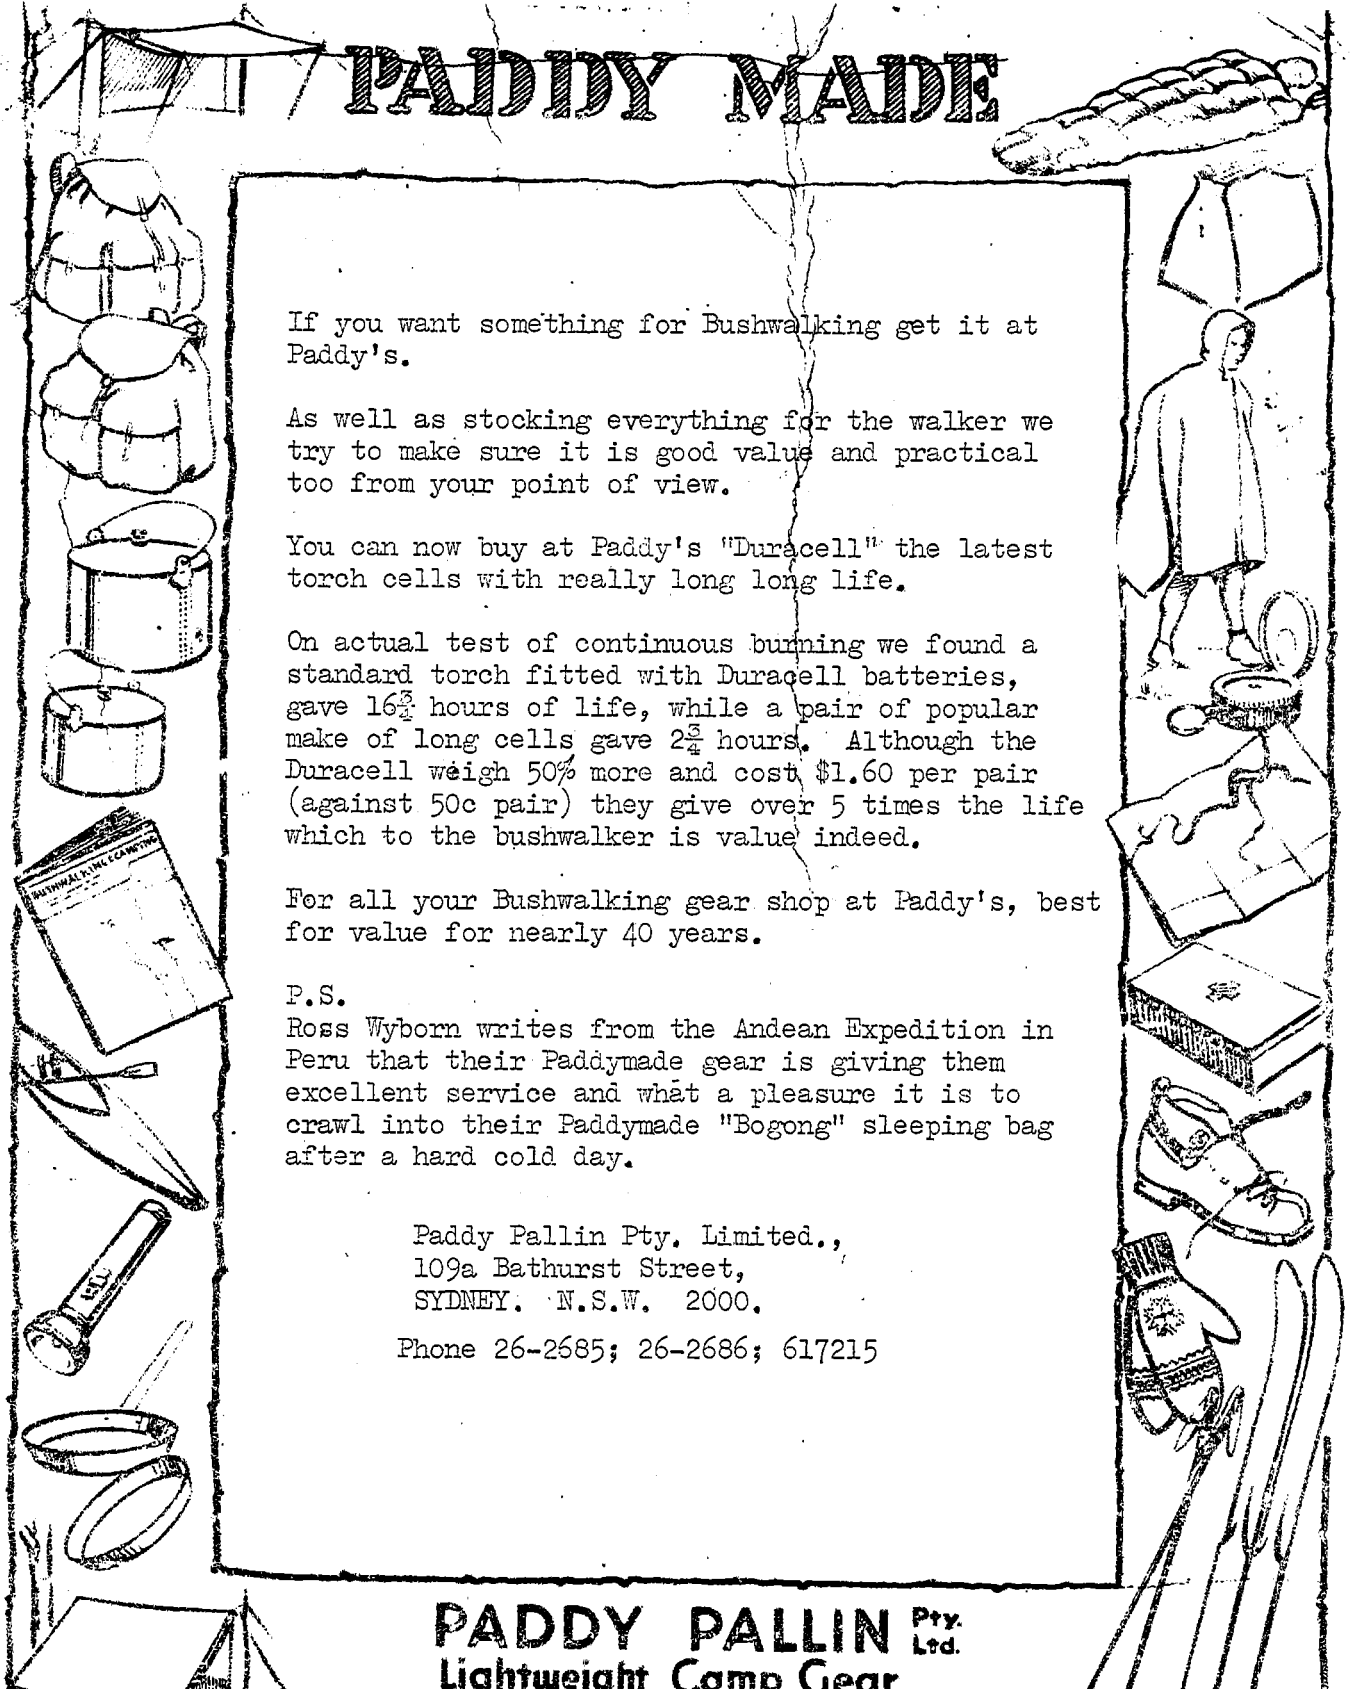 PADDY MADE
If you want something for Bushwalking get it at
Paddy's.
As well as stocking everything for the walker we
try to make sure it is good value and practical
too from your point of view.
You can now buy at Paddy's "Duracell" the latest
torch cells with really long long life.
On actual test of continuous burning we found a
standard torch fitted with Duracell batteries,
gave 16¾ hours of life, while a pair of popular
make of long cells gave 2¾ hours. Although the
Duracell weigh 50% more and cost $1.60 per pair
(against 50c pair) they give over 5 times the life
which to the bushwalker is value indeed.
For all your Bushwalking gear shop at Paddy's, best
for value for nearly 40 years.
P.S.
Ross Wyborn writes from the Andean Expedition in
Peru that their Paddymade gear is giving them
excellent service and what a pleasure it is to
crawl into their Paddymade "Bogong" sleeping bag
after a hard cold day.
Paddy Pallin Pty. Limited.,
109a Bathurst Street,
SYDNEY. N.S.W. 2000.
Phone 26-2685; 26-2686; 617215
BUSHWALKING & CAMPING
PADDY PALLIN Pty. Ltd.
Lightweight Camp Gear